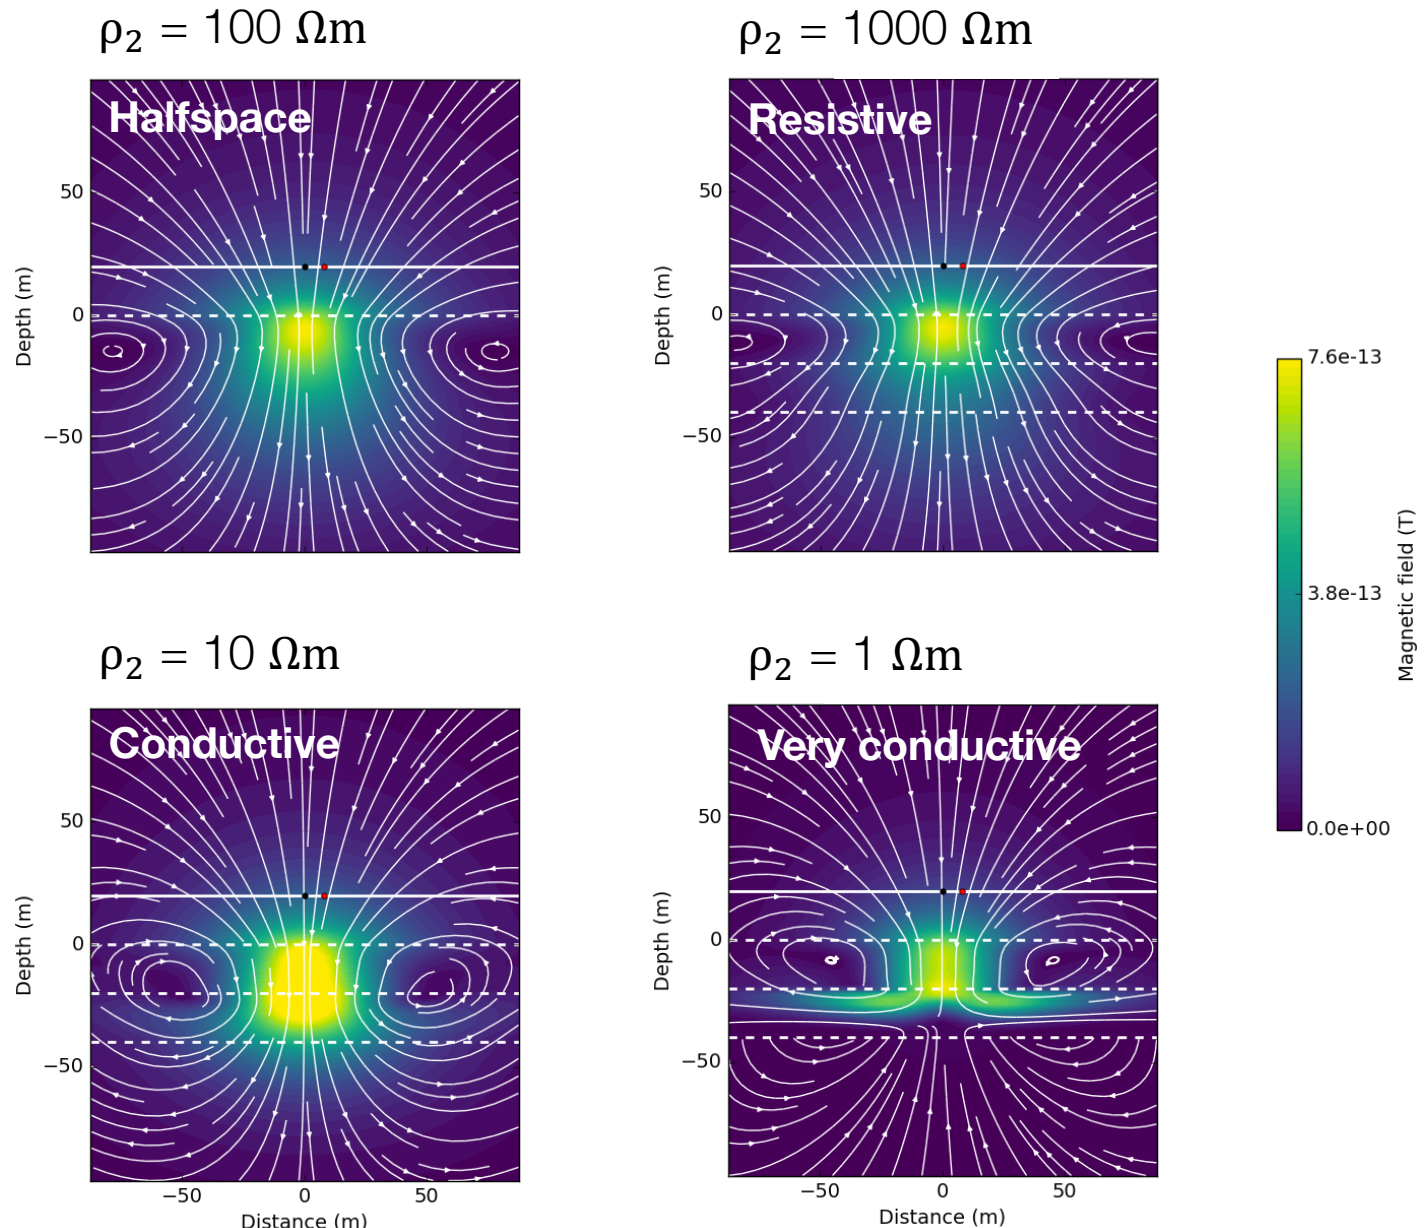 ρ₂ = 100 Ωm
ρ₂ = 1000 Ωm
Halfspace
50
0
−50
Depth (m)
Resistive
50
0
−50
Depth (m)
7.6e-13
3.8e-13
0.0e+00
Magnetic field (T)
ρ₂ = 10 Ωm
ρ₂ = 1 Ωm
Conductive
50
0
−50
Depth (m)
−50 0 50
Distance (m)
Very conductive
50
0
−50
Depth (m)
−50 0 50
Distance (m)